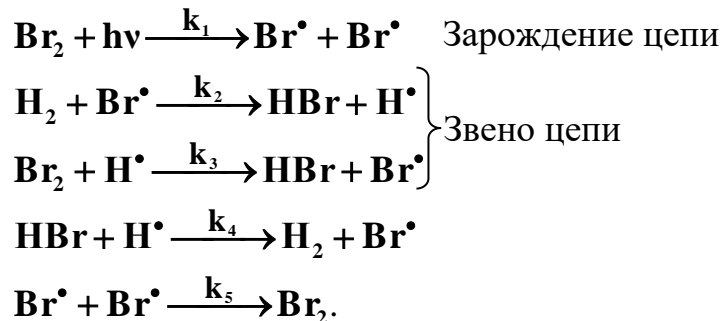 Br₂ + hν —k₁→ Br• + Br• Зарождение цепи
H₂ + Br• —k₂→ HBr + H•
Звено цепи
Br₂ + H• —k₃→ HBr + Br•
HBr + H• —k₄→ H₂ + Br•
Br• + Br• —k₅→ Br₂.